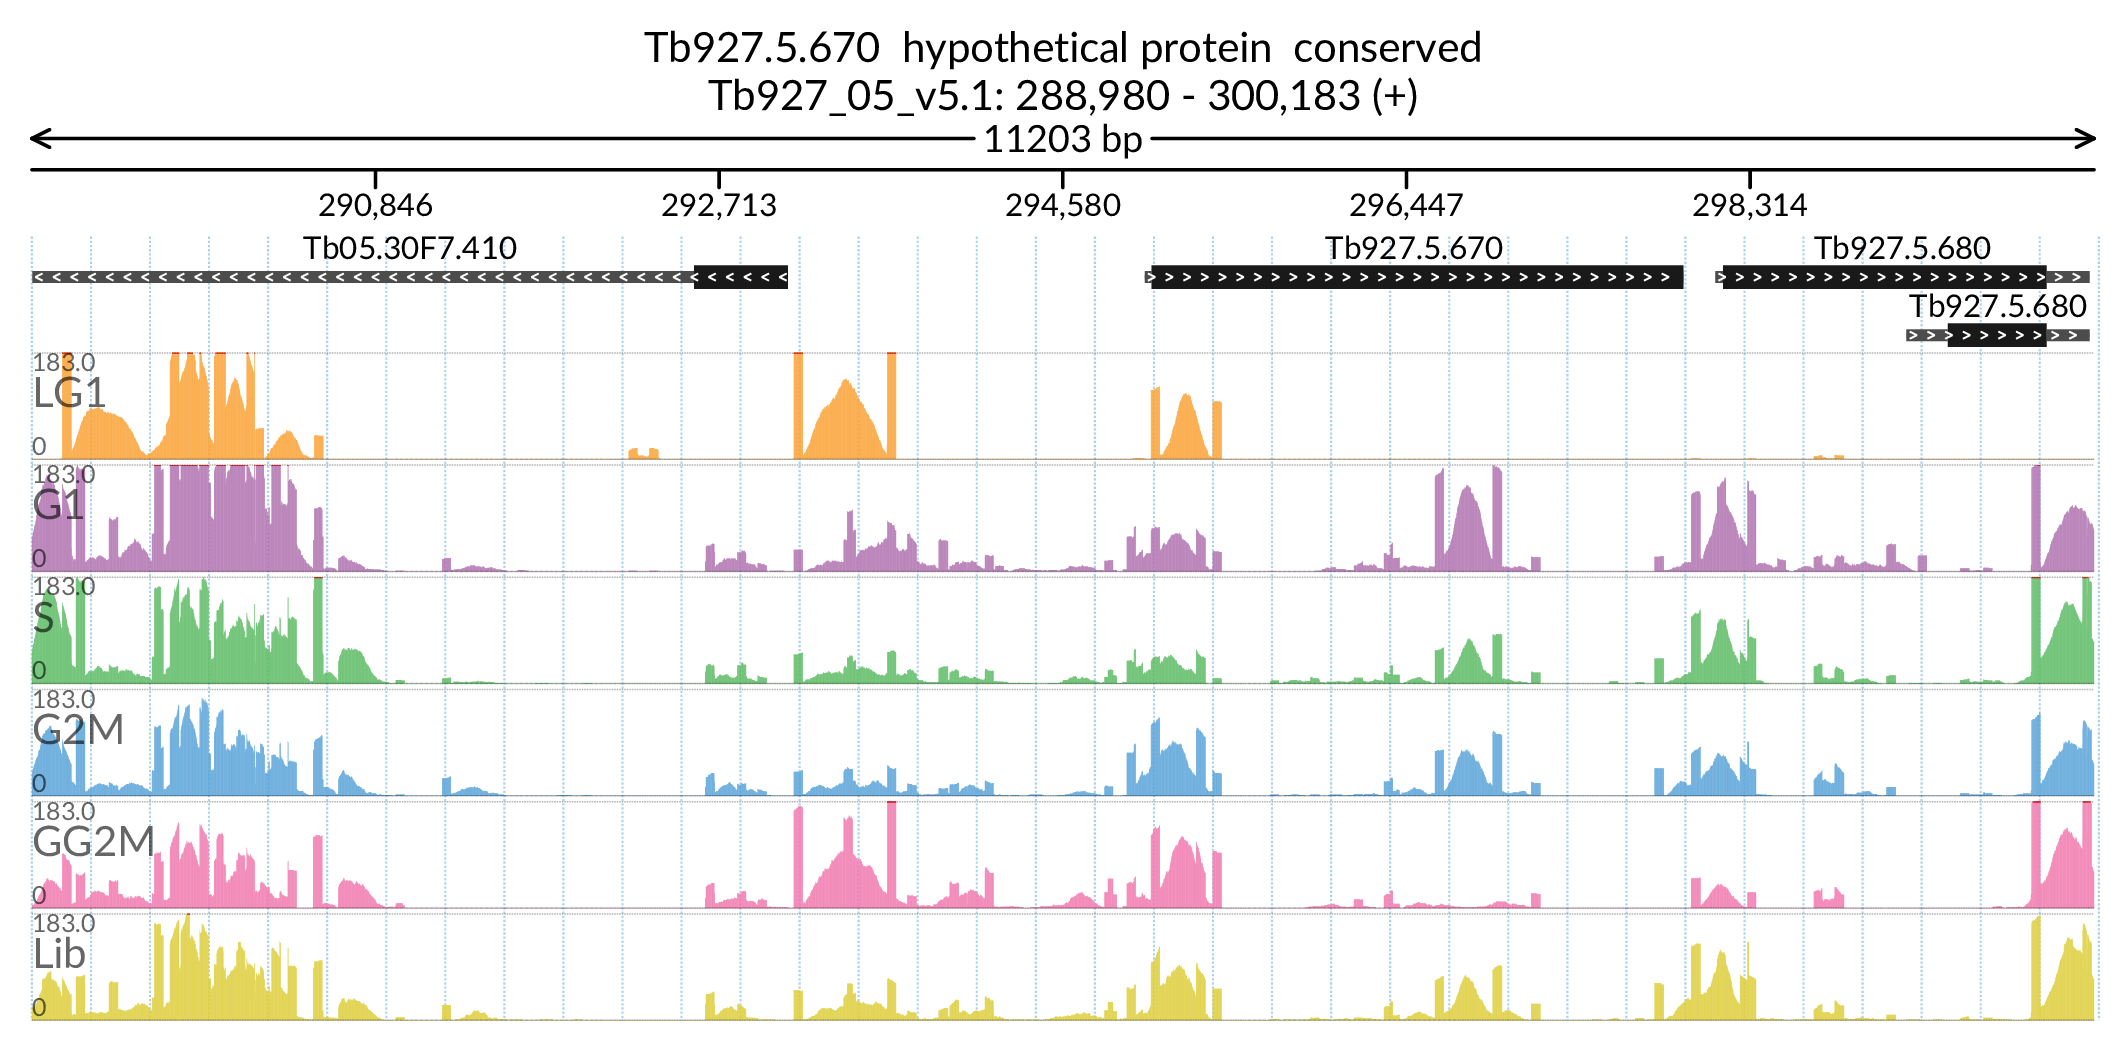 Tb927.5.670  hypothetical protein  conserved
Tb927_05_v5.1: 288,980 - 300,183 (+)
11203 bp
290,846 292,713 294,580 296,447 298,314
Tb05.30F7.410 Tb927.5.670 Tb927.5.680
Tb927.5.680
183.0
LG1
0
183.0
G1
0
183.0
S
0
183.0
G2M
0
183.0
GG2M
0
183.0
Lib
0